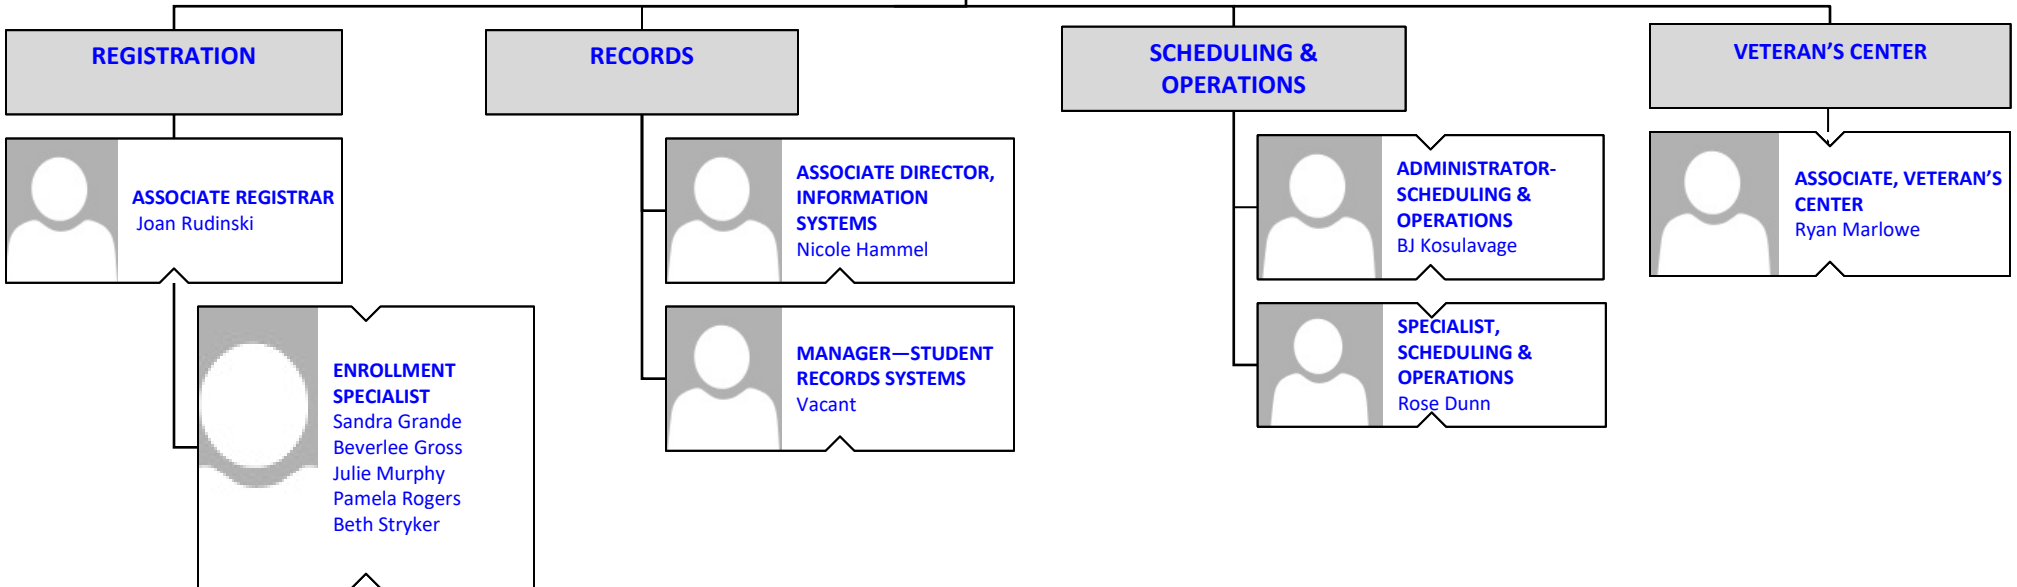 REGISTRATION
ASSOCIATE REGISTRAR
Joan Rudinski
ENROLLMENT
SPECIALIST
Sandra Grande
Beverlee Gross
Julie Murphy
Pamela Rogers
Beth Stryker
RECORDS
ASSOCIATE DIRECTOR,
INFORMATION
SYSTEMS
Nicole Hammel
MANAGER—STUDENT
RECORDS SYSTEMS
Vacant
SCHEDULING &
OPERATIONS
ADMINISTRATOR-
SCHEDULING &
OPERATIONS
BJ Kosulavage
SPECIALIST,
SCHEDULING &
OPERATIONS
Rose Dunn
VETERAN’S CENTER
ASSOCIATE, VETERAN’S
CENTER
Ryan Marlowe